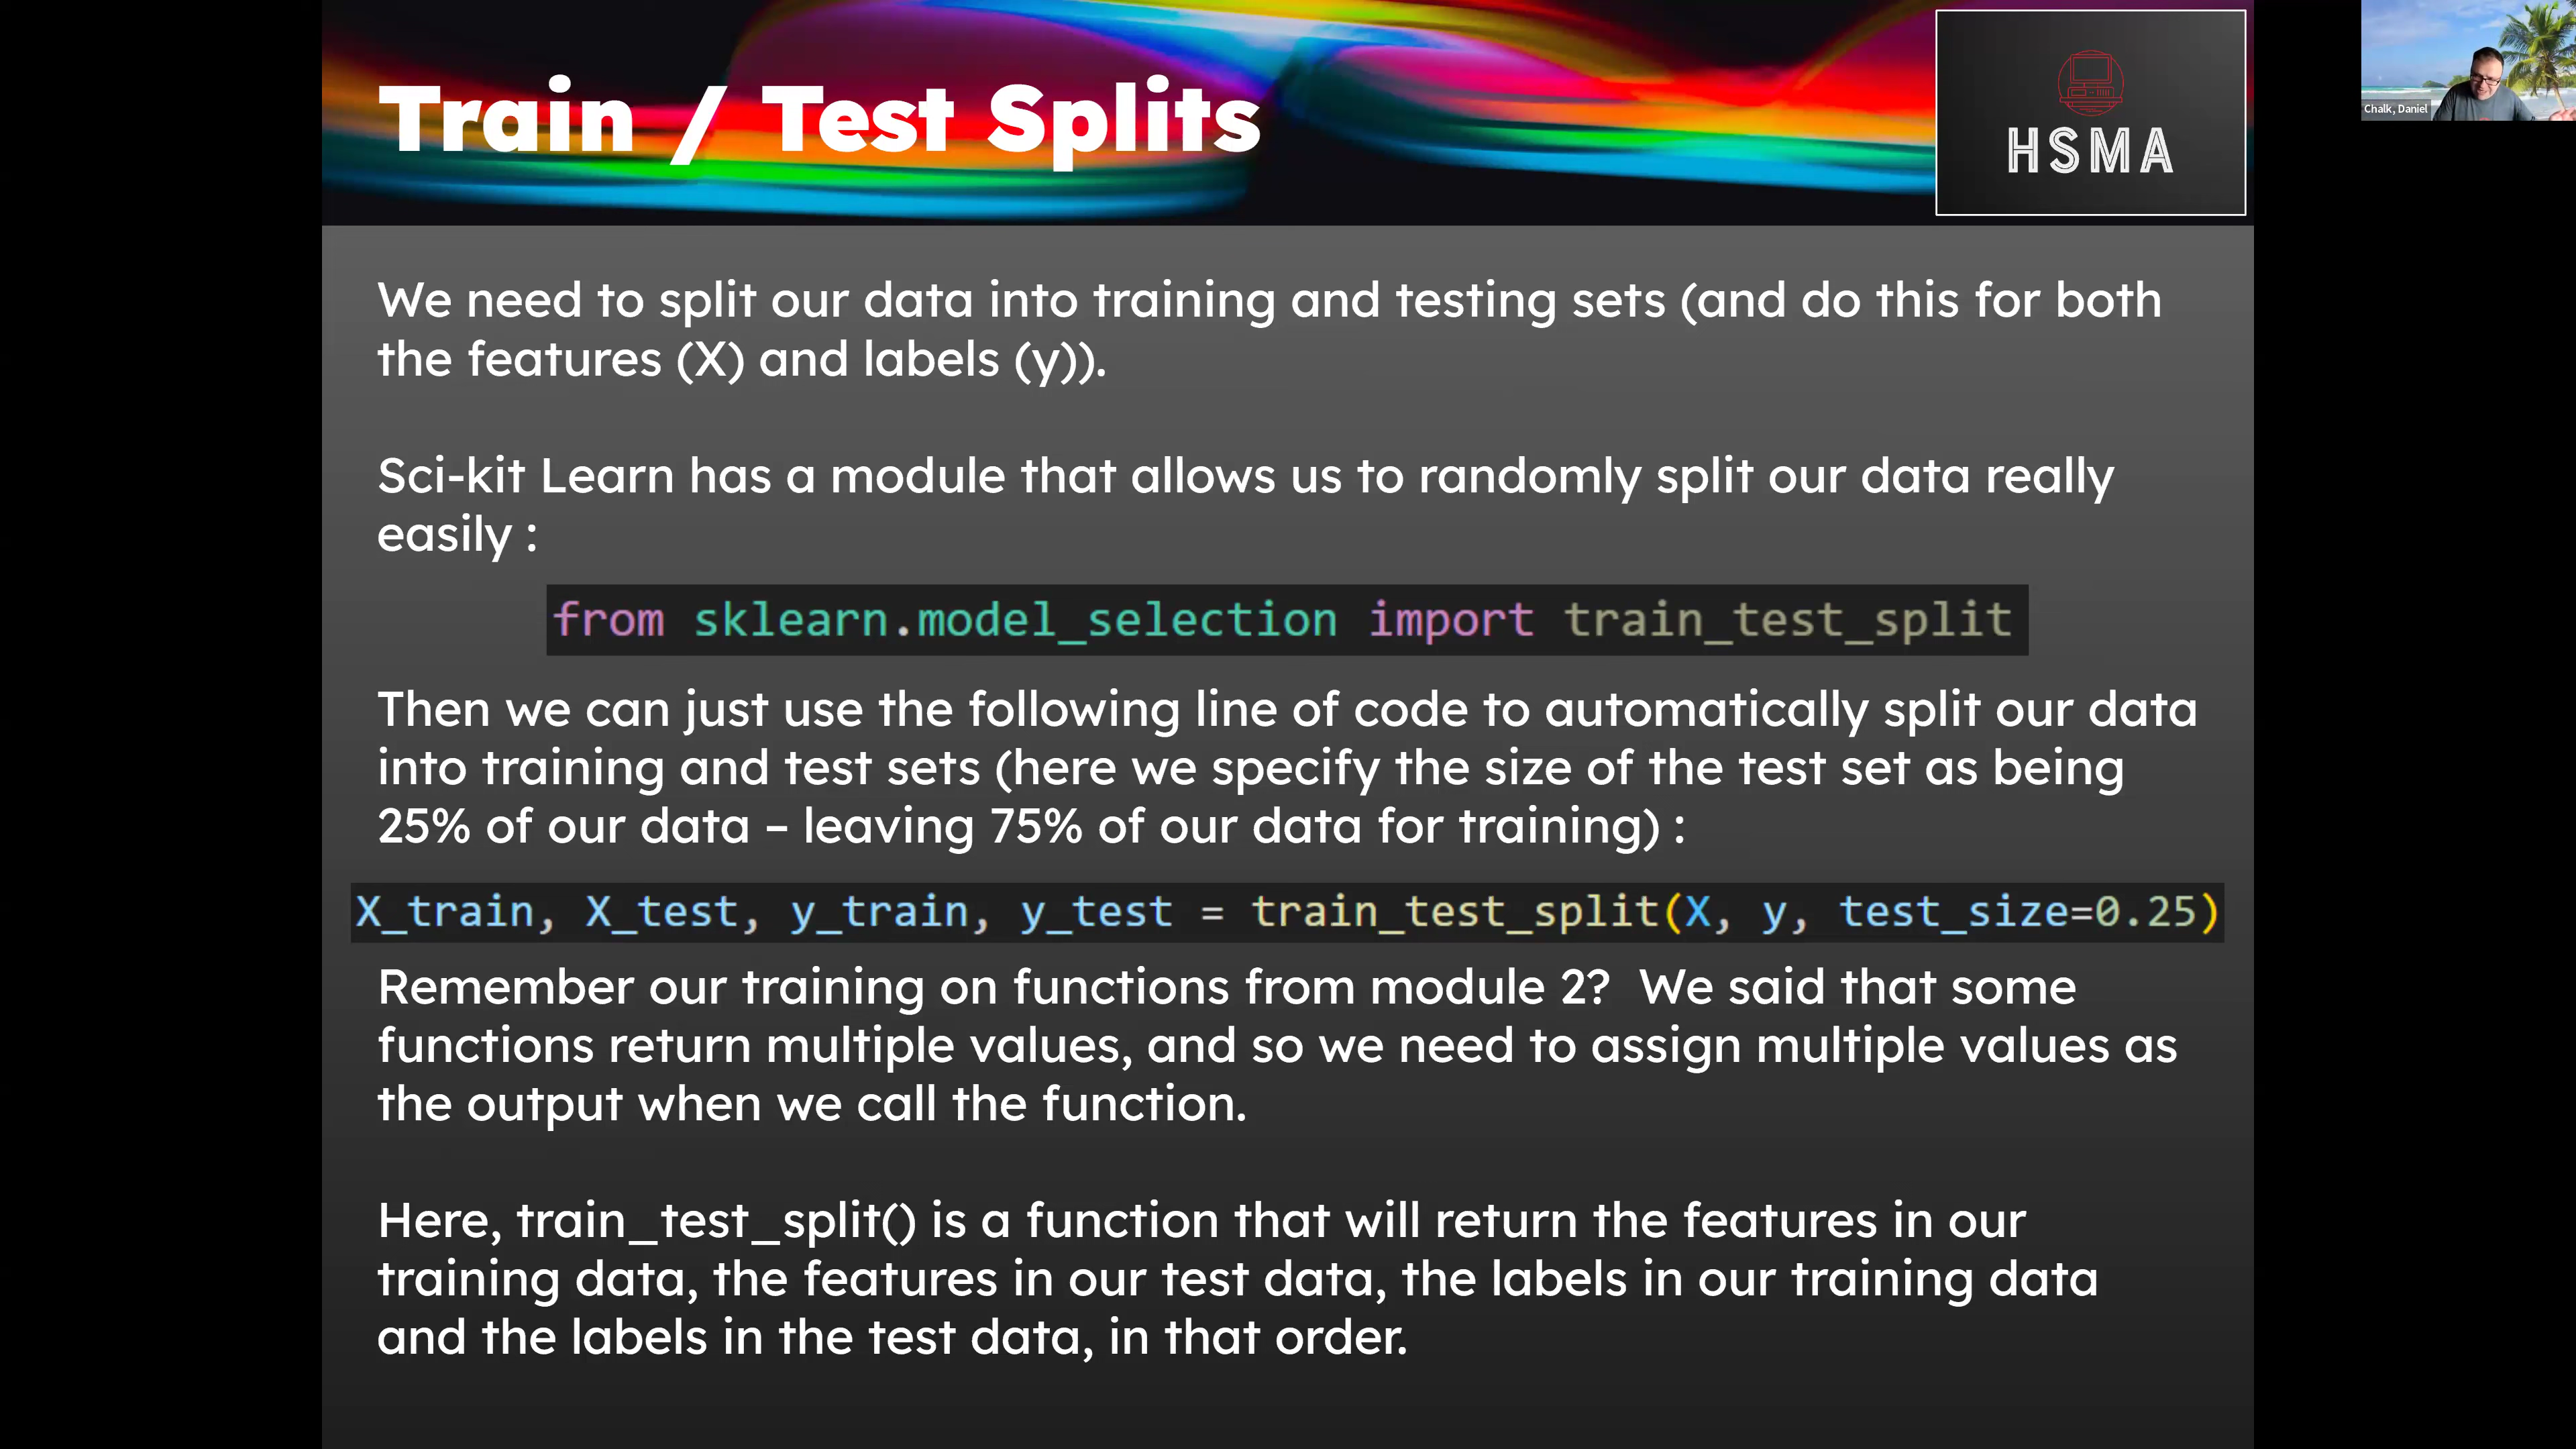 Train / Test Splits
HSMA
Chalk, Daniel
We need to split our data into training and testing sets (and do this for both
the features (X) and labels (y)).
Sci-kit Learn has a module that allows us to randomly split our data really
easily :
from sklearn.model_selection import train_test_split
Then we can just use the following line of code to automatically split our data
into training and test sets (here we specify the size of the test set as being
25% of our data – leaving 75% of our data for training) :
X_train, X_test, y_train, y_test = train_test_split(X, y, test_size=0.25)
Remember our training on functions from module 2?  We said that some
functions return multiple values, and so we need to assign multiple values as
the output when we call the function.
Here, train_test_split() is a function that will return the features in our
training data, the features in our test data, the labels in our training data
and the labels in the test data, in that order.